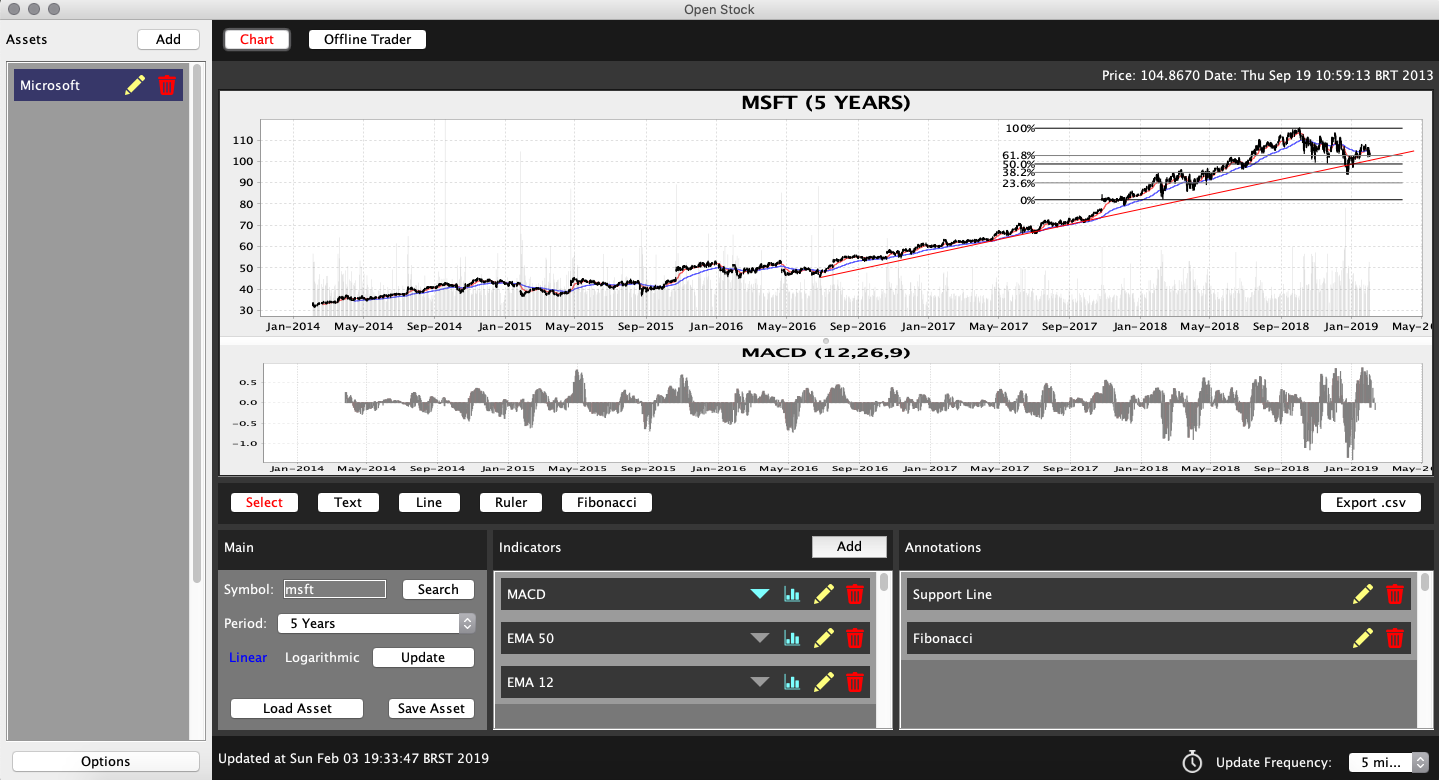 Open Stock
Assets
Add
Chart
Offline Trader
Microsoft
Price: 104.8670 Date: Thu Sep 19 10:59:13 BRT 2013
MSFT (5 YEARS)
110
100
90
80
70
60
50
40
30
100%
61.8%
50.0%
38.2%
23.6%
0%
Jan-2014 May-2014 Sep-2014 Jan-2015 May-2015 Sep-2015 Jan-2016 May-2016 Sep-2016 Jan-2017 May-2017 Sep-2017 Jan-2018 May-2018 Sep-2018 Jan-2019 May-20
MACD (12,26,9)
0.5
0.0
-0.5
-1.0
Jan-2014 May-2014 Sep-2014 Jan-2015 May-2015 Sep-2015 Jan-2016 May-2016 Sep-2016 Jan-2017 May-2017 Sep-2017 Jan-2018 May-2018 Sep-2018 Jan-2019 May-20
Select
Text
Line
Ruler
Fibonacci
Export .csv
Main
Symbol:
msft
Search
Period:
5 Years
Linear
Logarithmic
Update
Load Asset
Save Asset
Indicators
Add
MACD
EMA 50
EMA 12
Annotations
Support Line
Fibonacci
Options
Updated at Sun Feb 03 19:33:47 BRST 2019
Update Frequency:
5 mi...